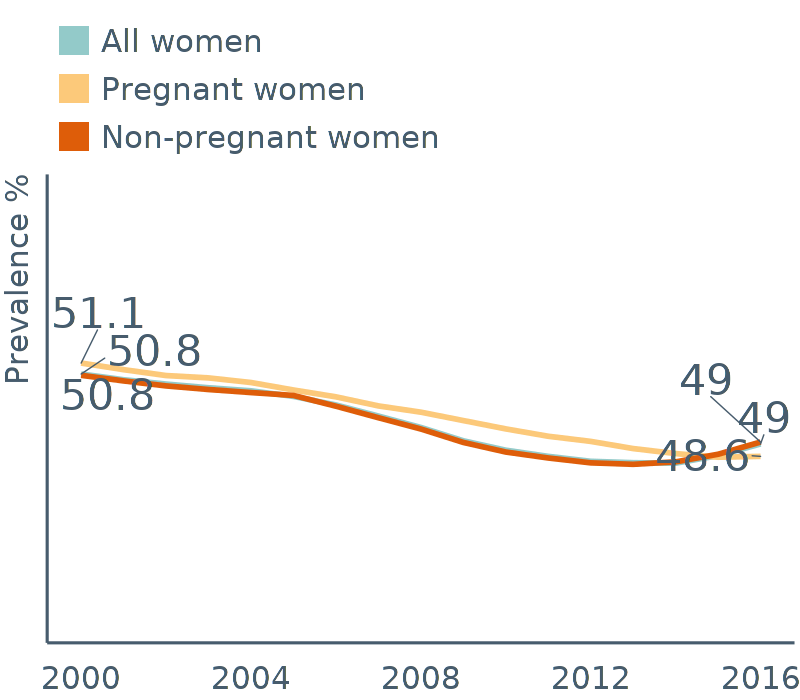 All women
Pregnant women
Non-pregnant women
Prevalence %
51.1
50.8
50.8
49
49
48.6
2000 2004 2008 2012 2016